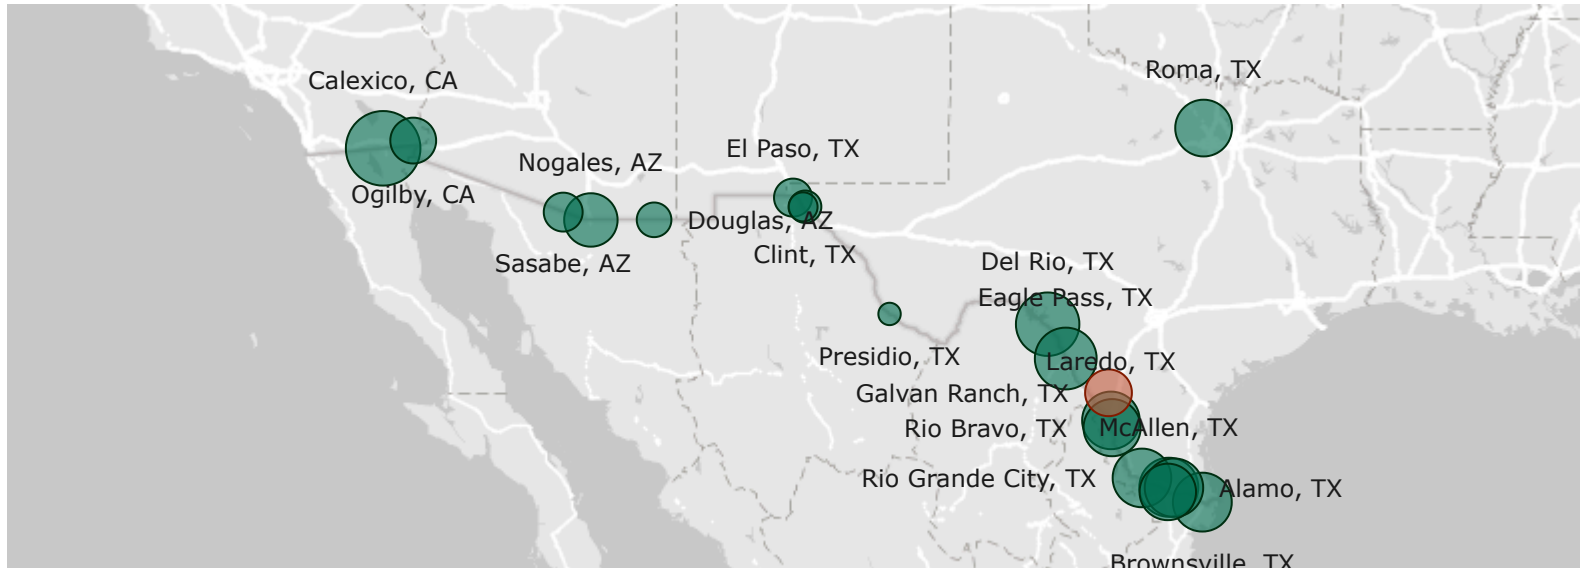 Roma, TX
Calexico, CA
El Paso, TX
Nogales, AZ
Ogilby, CA
Douglas, AZ
Clint, TX
Sasabe, AZ
Del Rio, TX
Eagle Pass, TX
Presidio, TX
Laredo, TX
Galvan Ranch, TX
Rio Bravo, TX
McAllen, TX
Rio Grande City, TX
Alamo, TX
Brownsville, TX